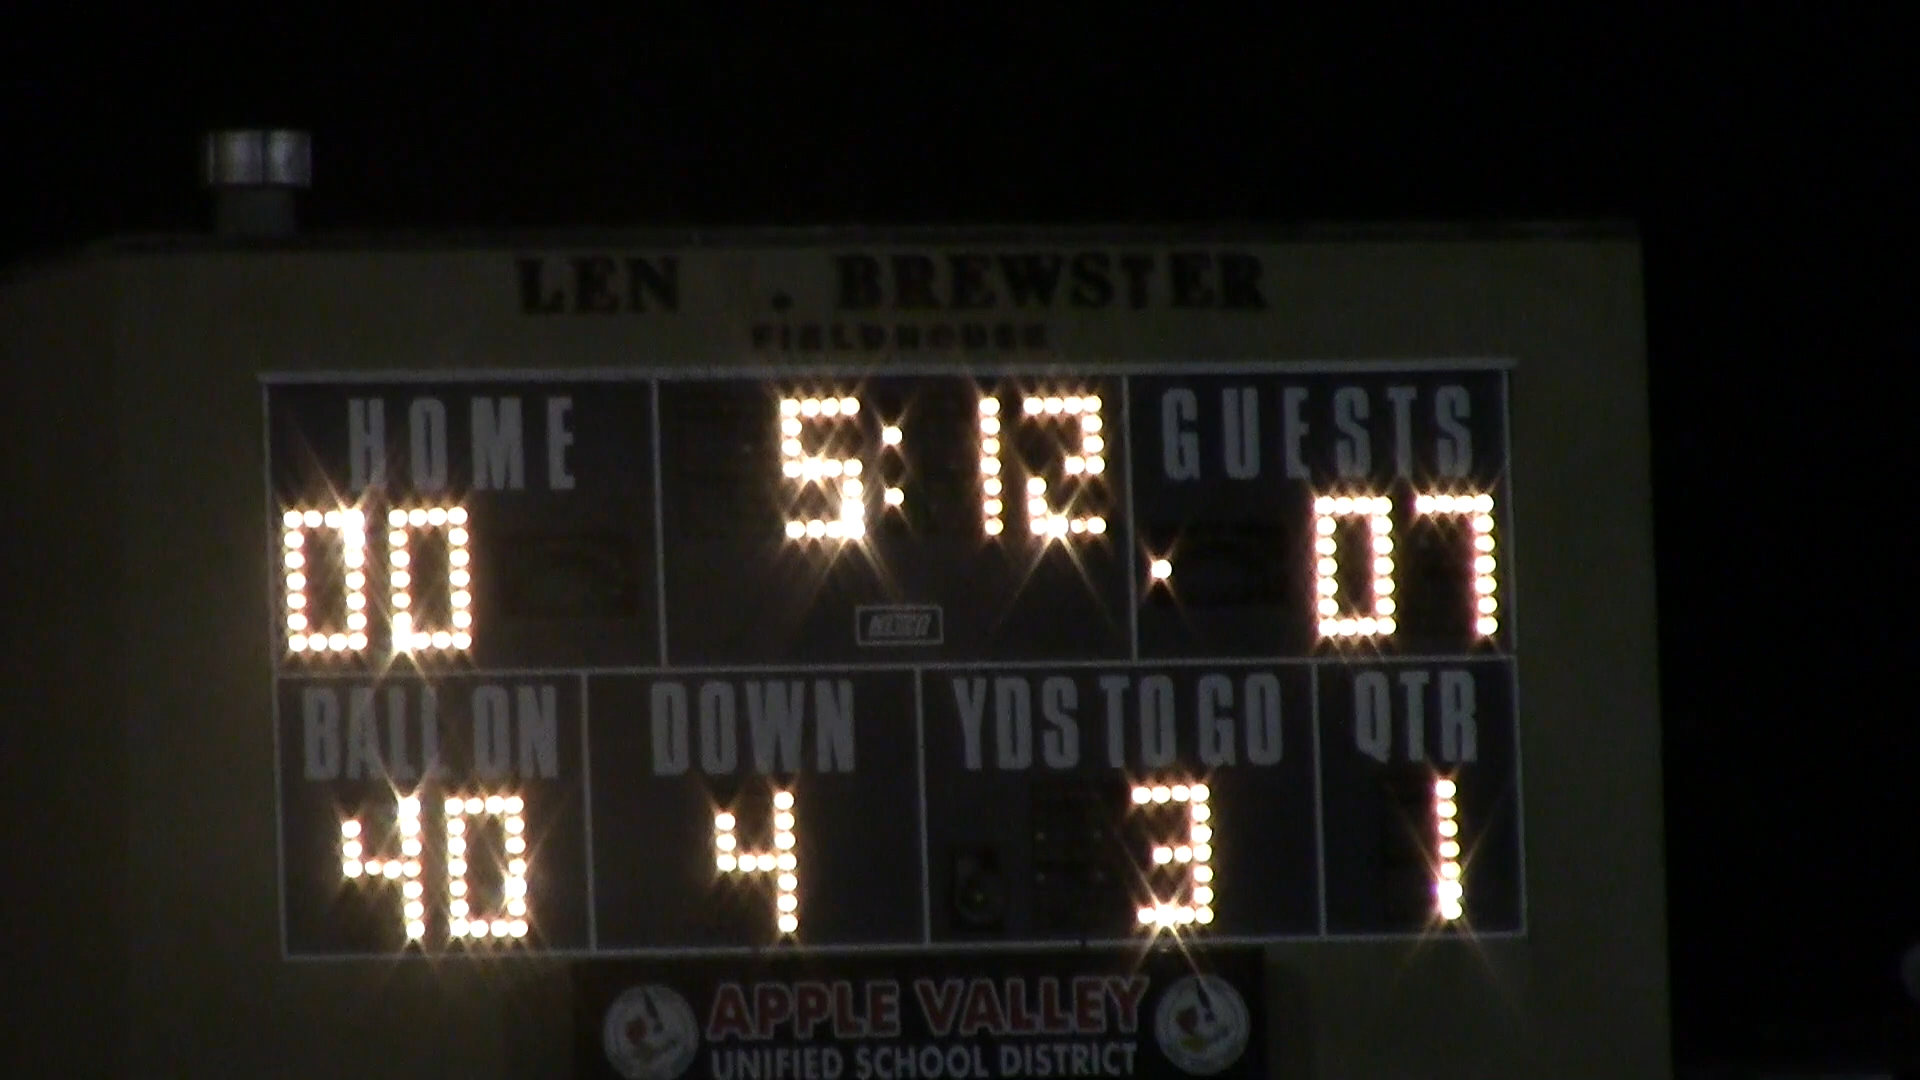 LEN . BREWSTER
FIELDHOUSE
HOME 5:12 GUESTS
00 07
BALL ON DOWN YDS TO GO QTR
40 4 3 1
APPLE VALLEY
UNIFIED SCHOOL DISTRICT